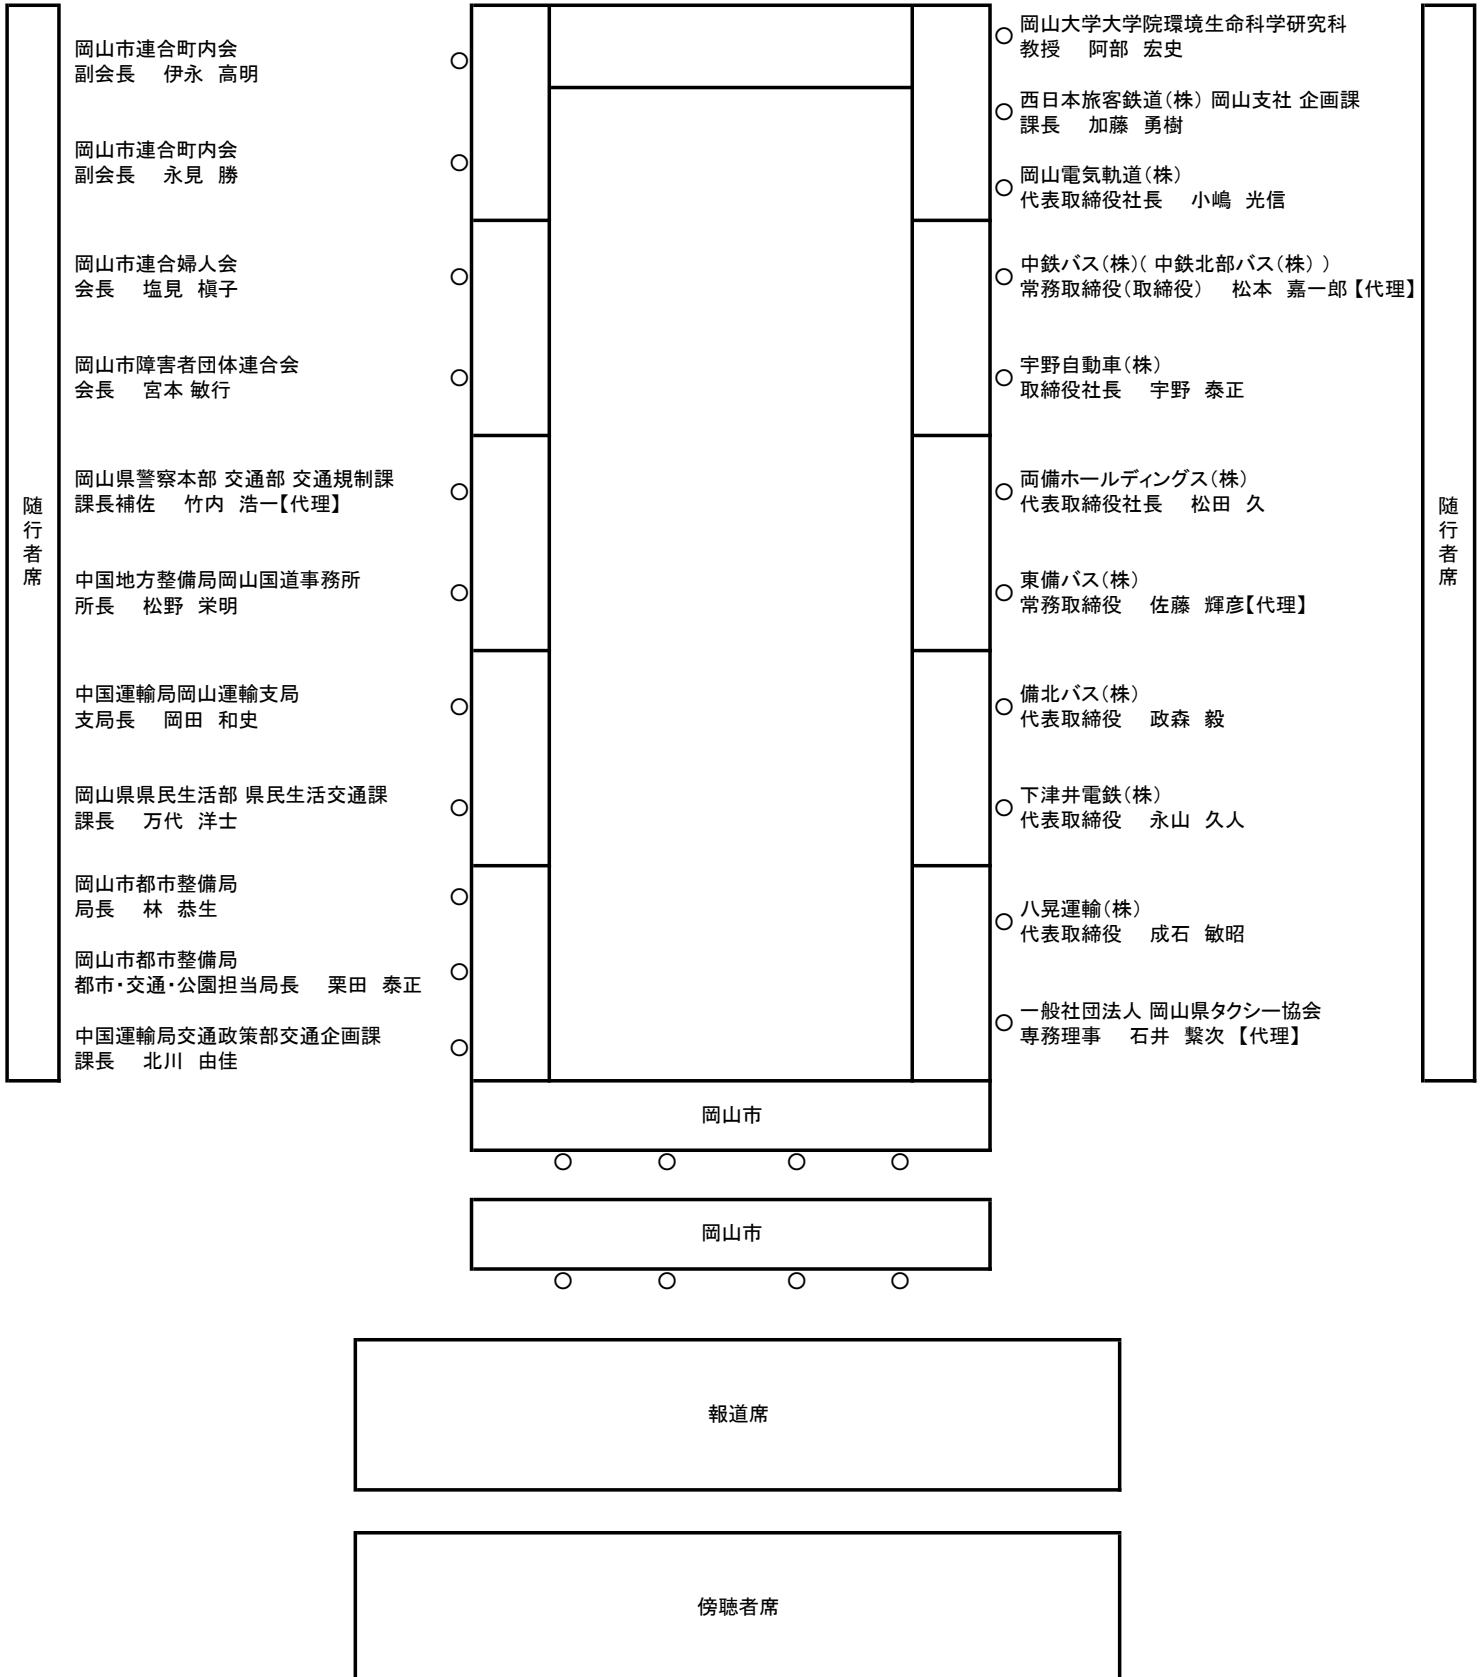 随行者席
岡山市連合町内会
副会長　伊永 高明
岡山市連合町内会
副会長　永見 勝
岡山市連合婦人会
会長　塩見 槇子
岡山市障害者団体連合会
会長　宮本 敏行
岡山県警察本部 交通部 交通規制課
課長補佐　竹内 浩一【代理】
中国地方整備局岡山国道事務所
所長　松野 栄明
中国運輸局岡山運輸支局
支局長　岡田 和史
岡山県県民生活部 県民生活交通課
課長　万代 洋士
岡山市都市整備局
局長　林 恭生
岡山市都市整備局
都市・交通・公園担当局長　栗田 泰正
中国運輸局交通政策部交通企画課
課長　北川 由佳
岡山大学大学院環境生命科学研究科
教授　阿部 宏史
西日本旅客鉄道（株） 岡山支社 企画課
課長　加藤 勇樹
岡山電気軌道（株）
代表取締役社長　小嶋 光信
中鉄バス（株）（ 中鉄北部バス（株） ）
常務取締役（取締役）　松本 嘉一郎【代理】
宇野自動車（株）
取締役社長　宇野 泰正
両備ホールディングス（株）
代表取締役社長　松田 久
東備バス（株）
常務取締役　佐藤 輝彦【代理】
備北バス（株）
代表取締役　政森 毅
下津井電鉄（株）
代表取締役　永山 久人
八晃運輸（株）
代表取締役　成石 敏昭
一般社団法人 岡山県タクシー協会
専務理事　石井 繋次 【代理】
随行者席
岡山市
岡山市
報道席
傍聴者席